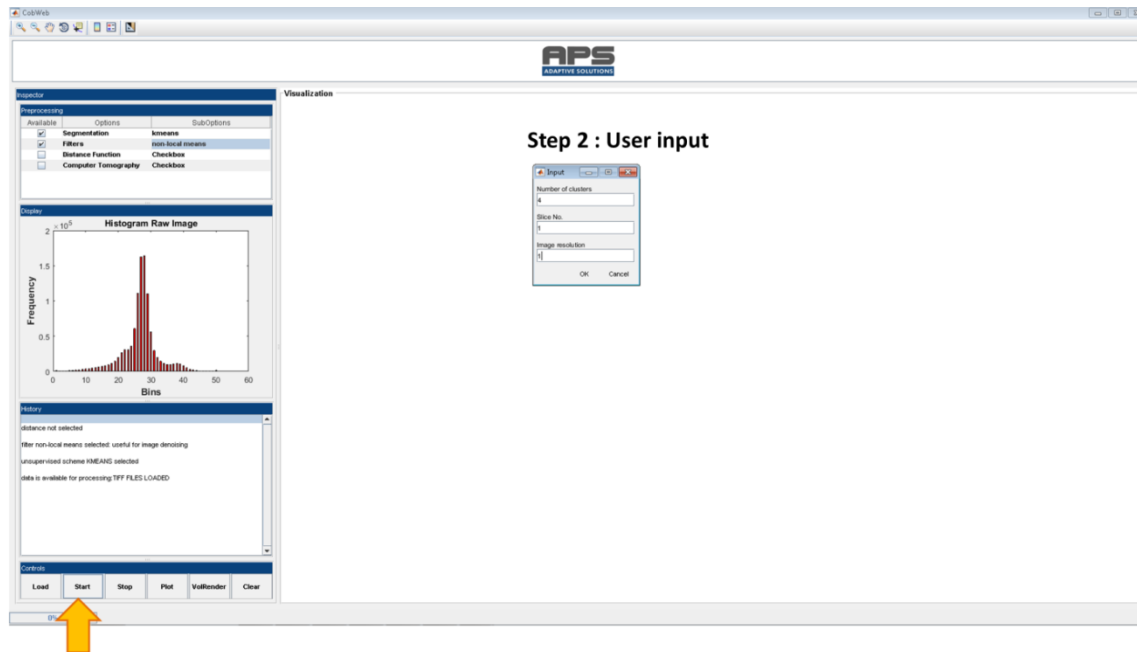 CobWeb
APS
ADAPTIVE SOLUTIONS
Inspector
Visualization
Preprocessing
Available Options SubOptions
Segmentation kmeans
Filters non-local means
Distance Function Checkbox
Computer Tomography Checkbox
Step 2 : User input
Input
Number of clusters
4
Slice No.
1
Image resolution
1
OK Cancel
Display
Histogram Raw Image
×10⁵
2
1.5
1
0.5
0
Frequency
0 10 20 30 40 50 60
Bins
History
distance not selected
filter non-local means selected: useful for image denoising
unsupervised scheme KMEANS selected
data is available for processing:TIFF FILES LOADED
Controls
Load Start Stop Plot VolRender Clear
0%